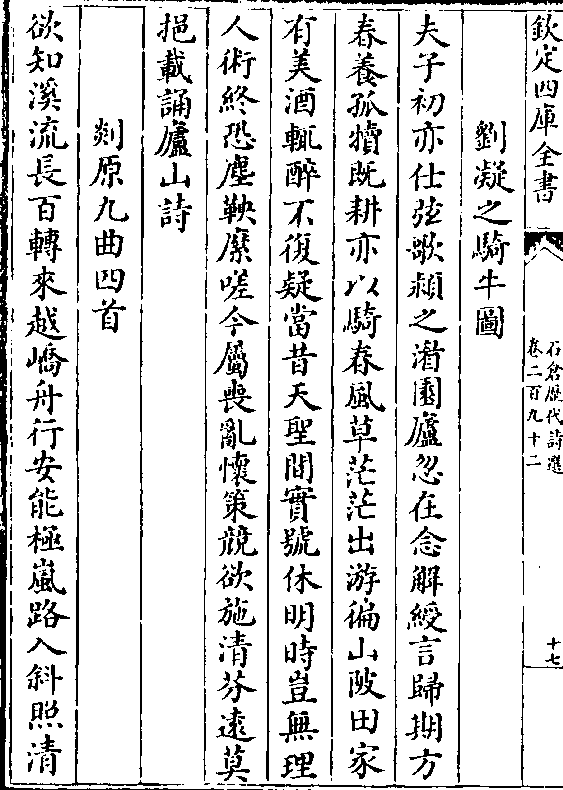 欽定四庫全書
石倉歴代詩選
卷二百九十二
十七
劉凝之騎牛圖
夫子初亦仕弦歌潁之湄園廬忽在念解綬言歸期方
春養孤犢既耕亦以騎春風草茫茫出游徧山陂田家
有美酒輒醉不復疑當昔天聖間實號休明時豈無理
人術終恐塵鞅縻嗟今屬喪亂懷策競欲施清芬遠莫
挹載誦廬山詩
剡原九曲四首
欲知溪流長百轉來越嶠舟行安能極嵐路入斜照清